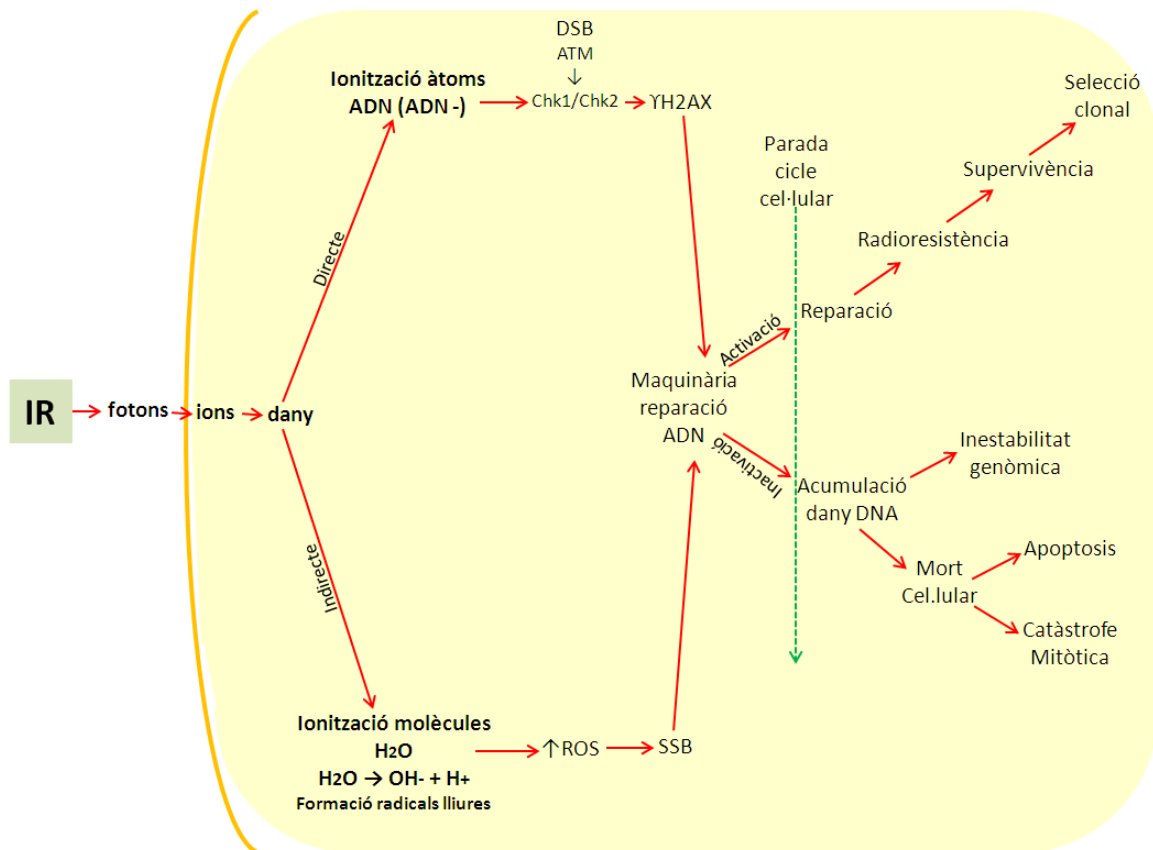 IR
fotons
ions
dany
Directe
Indirecte
Ionització àtoms
ADN (ADN -)
DSB
ATM
↓
Chk1/Chk2
ϒH2AX
Ionització molècules
H2O
H2O → OH- + H+
Formació radicals lliures
↑ROS
SSB
Maquinària
reparació
ADN
Activació
Inactivació
Parada
cicle
cel·lular
Reparació
Radioresistència
Supervivència
Selecció
clonal
Acumulació
dany DNA
Inestabilitat
genòmica
Mort
Cel.lular
Apoptosis
Catàstrofe
Mitòtica